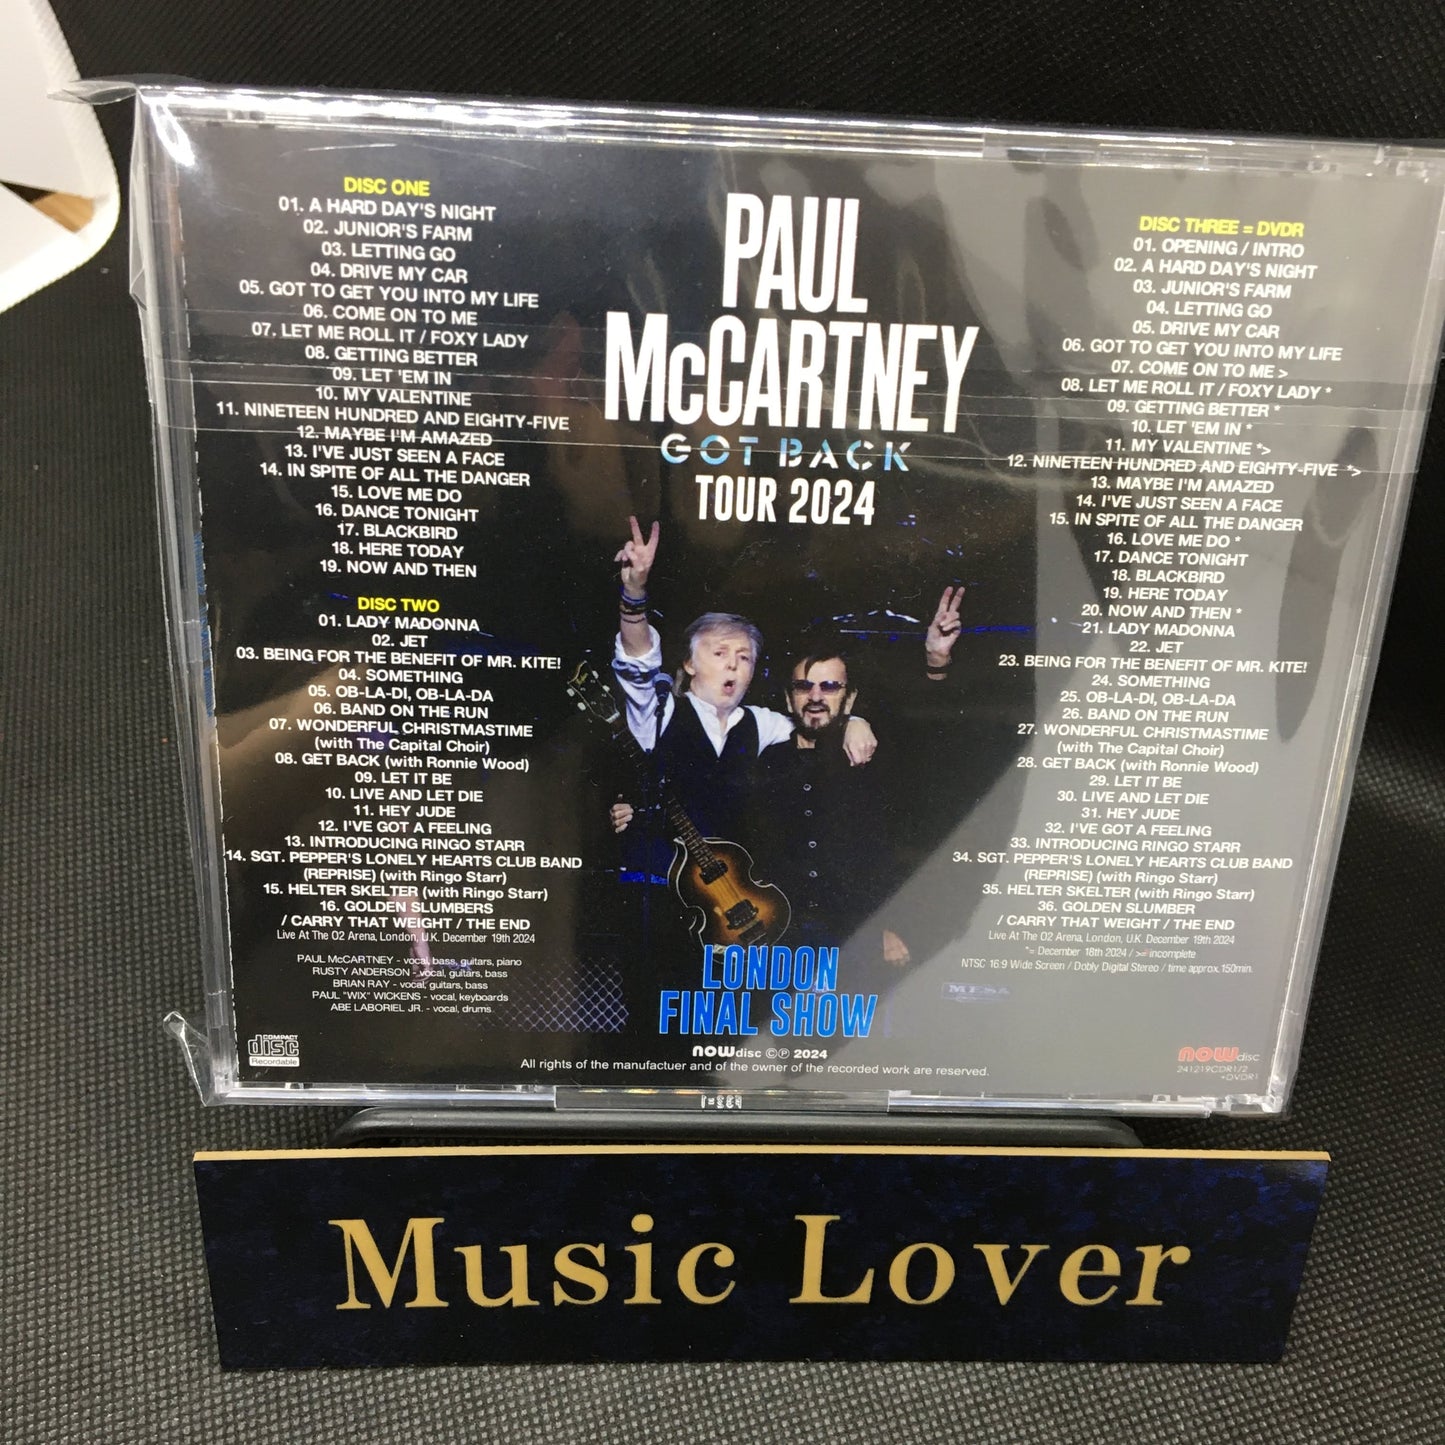 DISC ONE
01. A HARD DAY'S NIGHT
02. JUNIOR'S FARM
03. LETTING GO
04. DRIVE MY CAR
05. GOT TO GET YOU INTO MY LIFE
06. COME ON TO ME
07. LET ME ROLL IT / FOXY LADY
08. GETTING BETTER
09. LET 'EM IN
10. MY VALENTINE
11. NINETEEN HUNDRED AND EIGHTY-FIVE
12. MAYBE I'M AMAZED
13. I'VE JUST SEEN A FACE
14. IN SPITE OF ALL THE DANGER
15. LOVE ME DO
16. DANCE TONIGHT
17. BLACKBIRD
18. HERE TODAY
19. NOW AND THEN
DISC TWO
01. LADY MADONNA
02. JET
03. BEING FOR THE BENEFIT OF MR. KITE!
04. SOMETHING
05. OB-LA-DI, OB-LA-DA
06. BAND ON THE RUN
07. WONDERFUL CHRISTMASTIME
(with The Capital Choir)
08. GET BACK (with Ronnie Wood)
09. LET IT BE
10. LIVE AND LET DIE
11. HEY JUDE
12. I'VE GOT A FEELING
13. INTRODUCING RINGO STARR
14. SGT. PEPPER'S LONELY HEARTS CLUB BAND
(REPRISE) (with Ringo Starr)
15. HELTER SKELTER (with Ringo Starr)
16. GOLDEN SLUMBERS
/ CARRY THAT WEIGHT / THE END
Live At The O2 Arena, London, U.K. December 19th 2024
PAUL McCARTNEY - vocal, bass, guitars, piano
RUSTY ANDERSON - vocal, guitars, bass
BRIAN RAY - vocal, guitars, bass
PAUL "WIX" WICKENS - vocal, keyboards
ABE LABORIEL JR. - vocal, drums
COMPACT
disc
Recordable
PAUL
McCARTNEY
GOT BACK
TOUR 2024
LONDON
FINAL SHOW
nowdisc ©℗ 2024
All rights of the manufactuer and of the owner of the recorded work are reserved.
DISC THREE = DVDR
01. OPENING / INTRO
02. A HARD DAY'S NIGHT
03. JUNIOR'S FARM
04. LETTING GO
05. DRIVE MY CAR
06. GOT TO GET YOU INTO MY LIFE
07. COME ON TO ME >
08. LET ME ROLL IT / FOXY LADY *
09. GETTING BETTER *
10. LET 'EM IN *
11. MY VALENTINE *>
12. NINETEEN HUNDRED AND EIGHTY-FIVE *>
13. MAYBE I'M AMAZED
14. I'VE JUST SEEN A FACE
15. IN SPITE OF ALL THE DANGER
16. LOVE ME DO *
17. DANCE TONIGHT
18. BLACKBIRD
19. HERE TODAY
20. NOW AND THEN *
21. LADY MADONNA
22. JET
23. BEING FOR THE BENEFIT OF MR. KITE!
24. SOMETHING
25. OB-LA-DI, OB-LA-DA
26. BAND ON THE RUN
27. WONDERFUL CHRISTMASTIME
(with The Capital Choir)
28. GET BACK (with Ronnie Wood)
29. LET IT BE
30. LIVE AND LET DIE
31. HEY JUDE
32. I'VE GOT A FEELING
33. INTRODUCING RINGO STARR
34. SGT. PEPPER'S LONELY HEARTS CLUB BAND
(REPRISE) (with Ringo Starr)
35. HELTER SKELTER (with Ringo Starr)
36. GOLDEN SLUMBER
/ CARRY THAT WEIGHT / THE END
Live At The O2 Arena, London, U.K. December 19th 2024
*= December 18th 2024 / >= incomplete
NTSC 16:9 Wide Screen / Dobly Digital Stereo / time approx.150min.
MESA
nowdisc
241219CDR1/2
+DVDR1
Music Lover